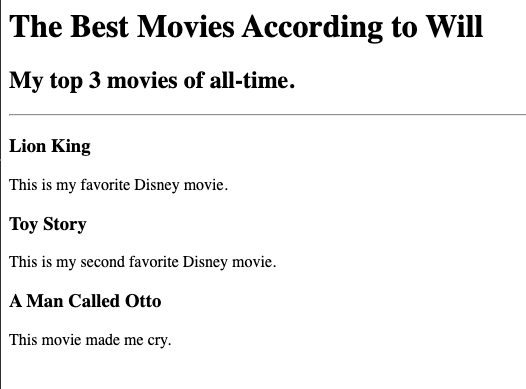 The Best Movies According to Will
My top 3 movies of all-time.
Lion King
This is my favorite Disney movie.
Toy Story
This is my second favorite Disney movie.
A Man Called Otto
This movie made me cry.